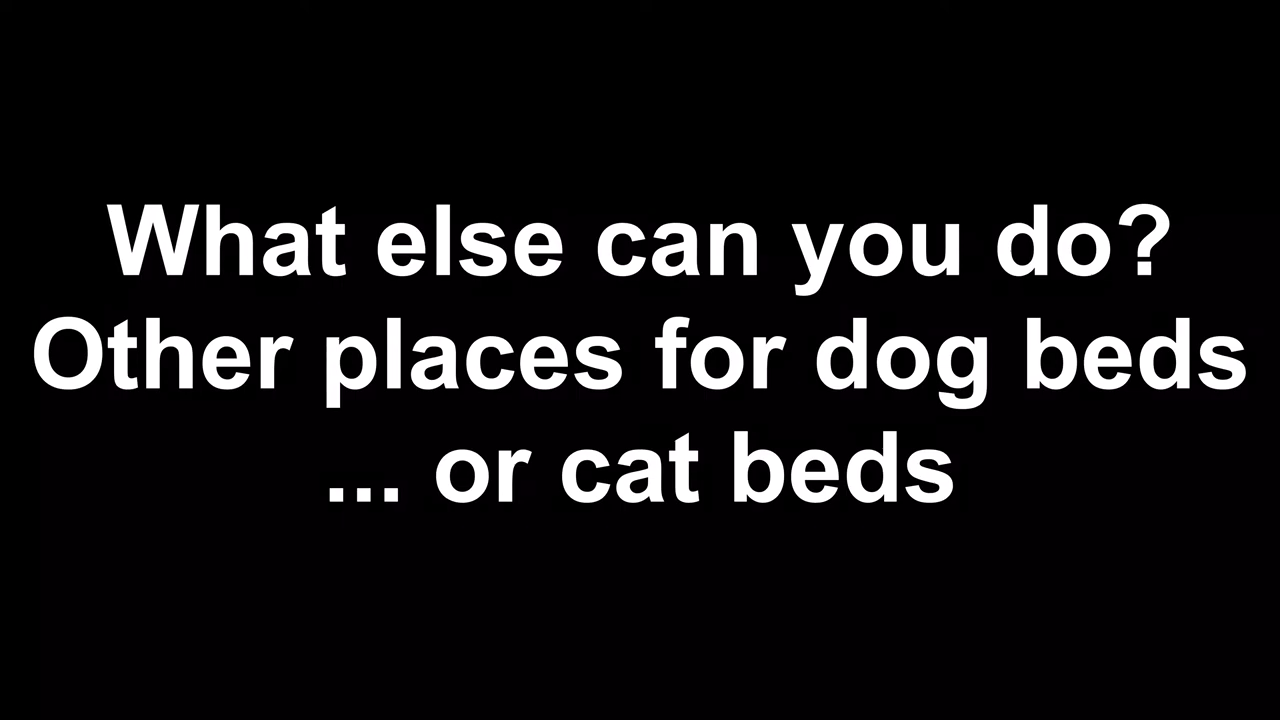 What else can you do?
Other places for dog beds
... or cat beds